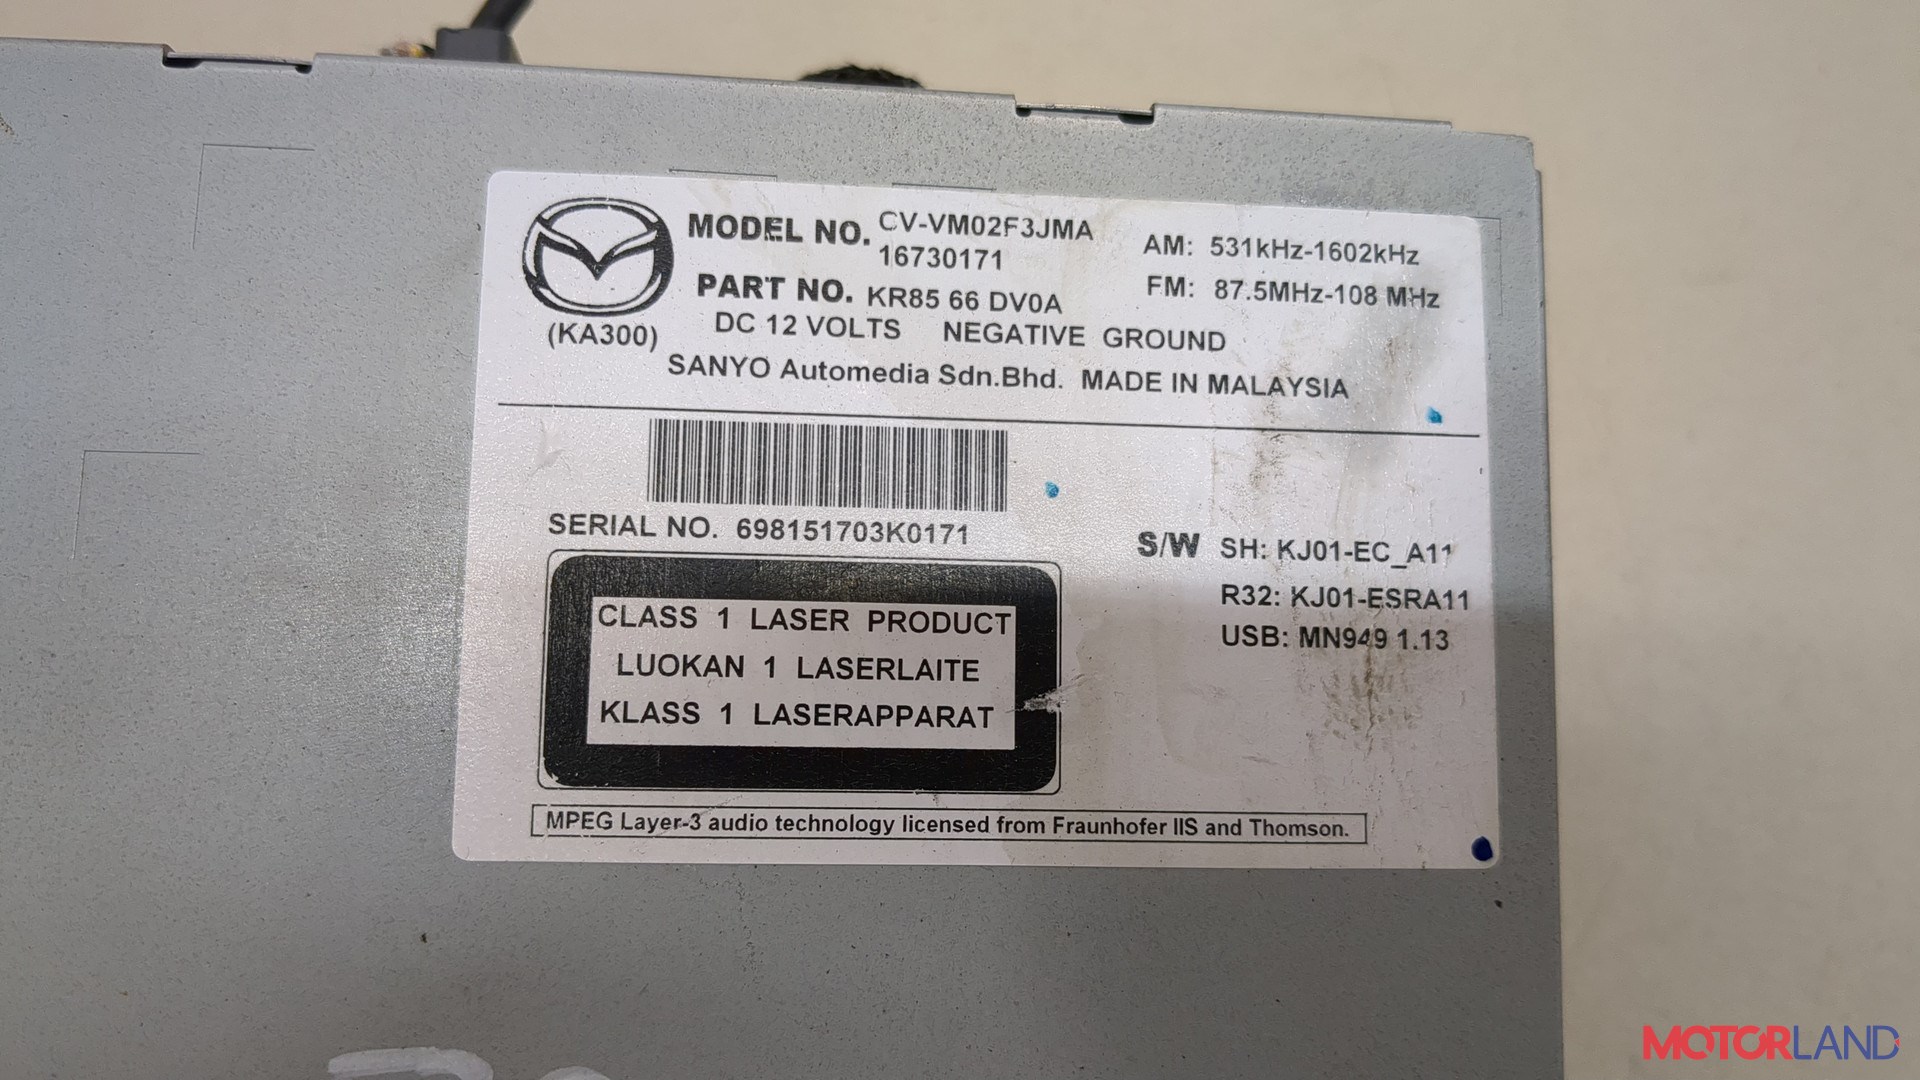 MODEL NO. CV-VM02F3JMA
16730171
PART NO. KR85 66 DV0A
(KA300)
DC 12 VOLTS NEGATIVE GROUND
SANYO Automedia Sdn.Bhd. MADE IN MALAYSIA
AM: 531kHz-1602kHz
FM: 87.5MHz-108 MHz
SERIAL NO. 698151703K0171
CLASS 1 LASER PRODUCT
LUOKAN 1 LASERLAITE
KLASS 1 LASERAPPARAT
S/W SH: KJ01-EC_A11
R32: KJ01-ESRA11
USB: MN949 1.13
MPEG Layer-3 audio technology licensed from Fraunhofer IIS and Thomson.
MOTORLAND